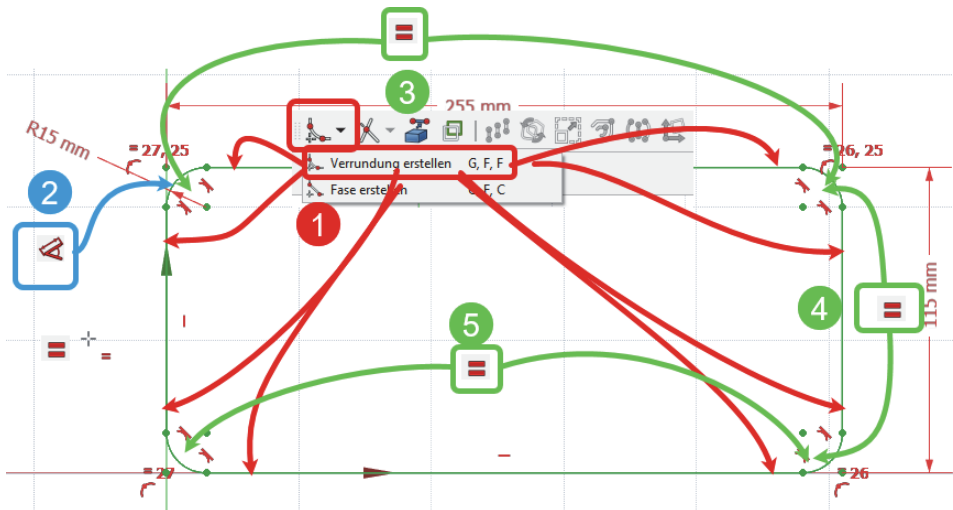 3
255 mm
R15 mm
= 27, 25
= 26, 25
Verrundung erstellen G, F, F
Fase erstellen G, F, C
2
1
4
115 mm
5
=
= 27
= 26